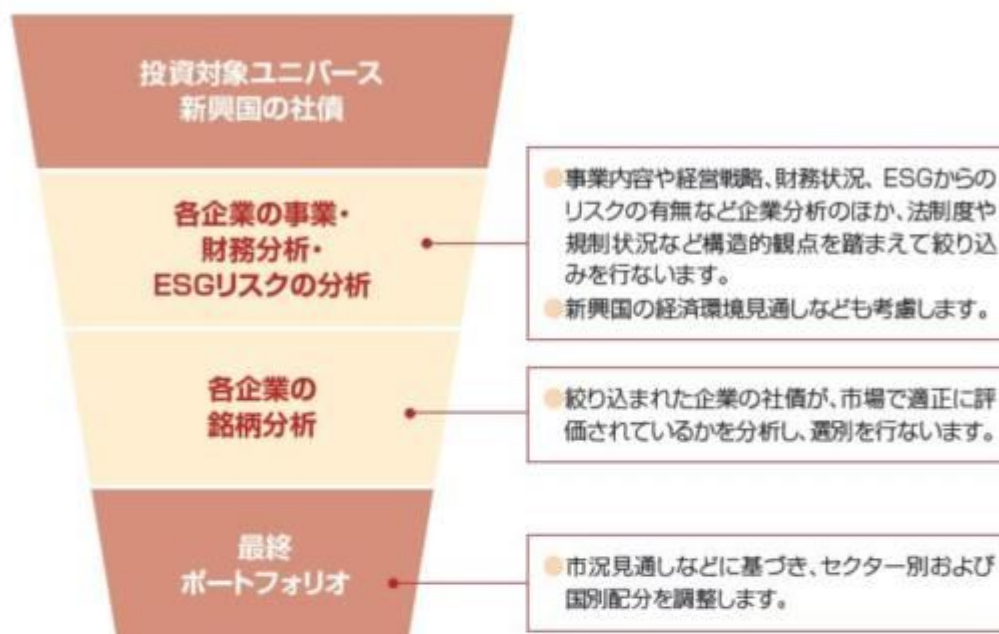 投資対象ユニバース
新興国の社債
各企業の事業・
財務分析・
ESGリスクの分析
●事業内容や経営戦略、財務状況、ESGからの
リスクの有無など企業分析のほか、法制度や
規制状況など構造的観点を踏まえて絞り込
みを行ないます。
●新興国の経済環境見通しなども考慮します。
各企業の
銘柄分析
●絞り込まれた企業の社債が、市場で適正に評
価されているかを分析し、選別を行ないます。
最終
ポートフォリオ
●市況見通しなどに基づき、セクター別および
国別配分を調整します。